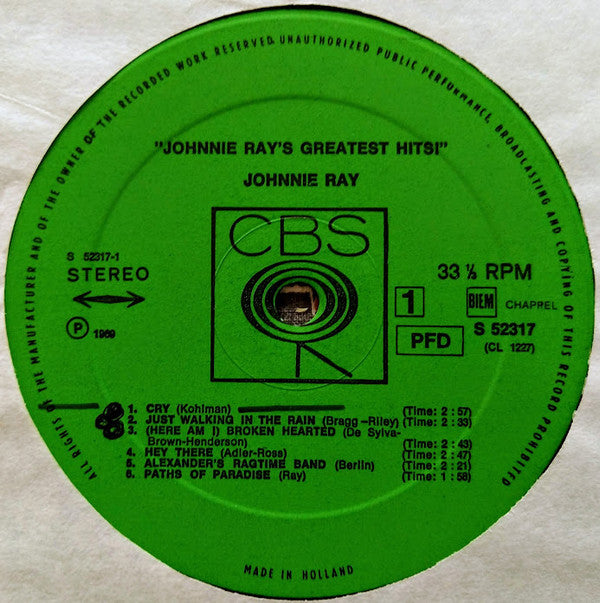 ALL RIGHTS OF THE MANUFACTURER AND OF THE OWNER OF THE RECORDED WORK RESERVED. UNAUTHORIZED PUBLIC PERFORMANCE, BROADCASTING AND COPYING OF THIS RECORD PROHIBITED
"JOHNNIE RAY'S GREATEST HITS!"
JOHNNIE RAY
CBS
S 52317-1
STEREO
℗ 1969
33 ⅓ RPM
1
BIEM CHAPPEL
PFD
S 52317
(CL 1227)
1. CRY (Kohlman) (Time: 2 : 57)
2. JUST WALKING IN THE RAIN (Bragg-Riley) (Time: 2 : 33)
3. (HERE AM I) BROKEN HEARTED (De Sylva-
Brown-Henderson) (Time: 2 : 43)
4. HEY THERE (Adler-Ross) (Time: 2 : 47)
5. ALEXANDER'S RAGTIME BAND (Berlin) (Time: 2 : 21)
6. PATHS OF PARADISE (Ray) (Time: 1 : 58)
MADE IN HOLLAND